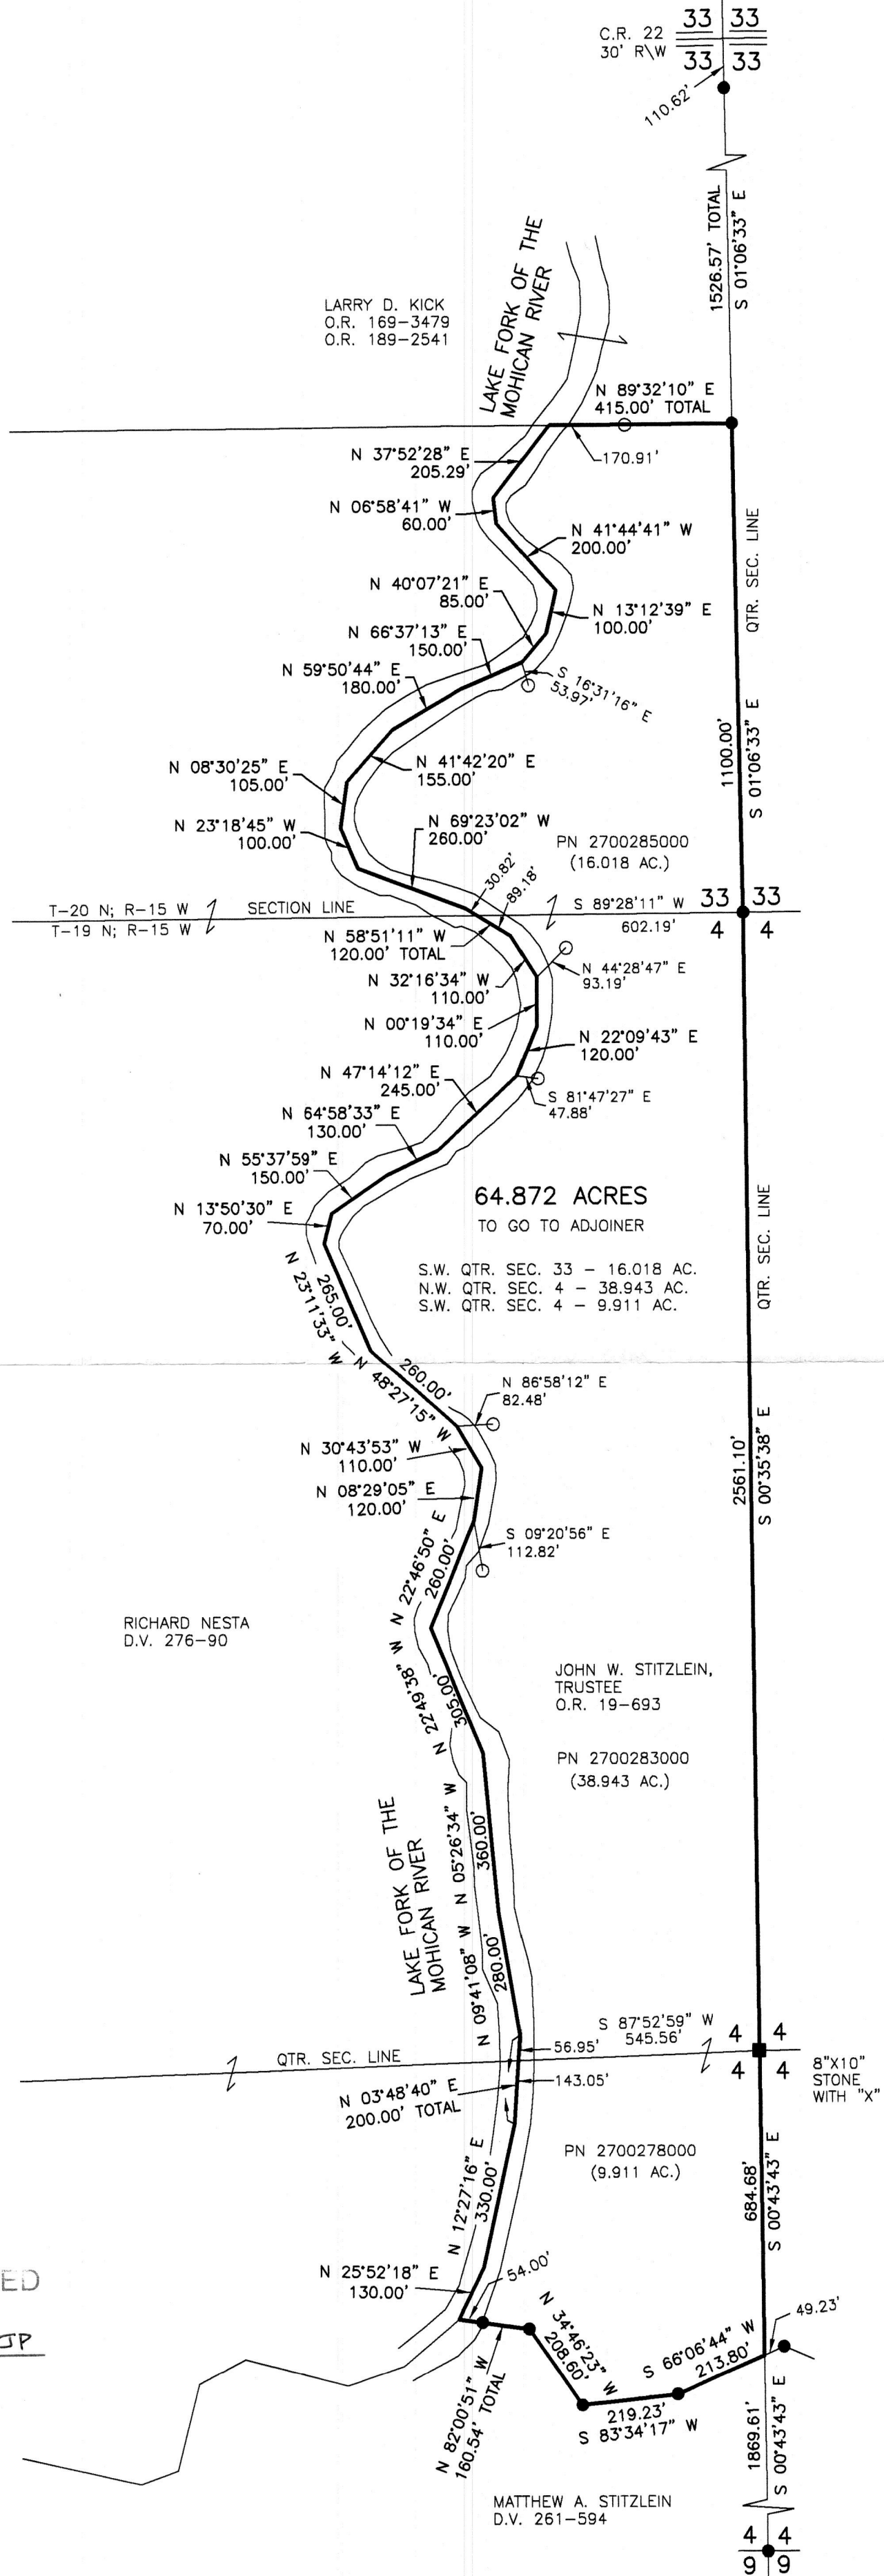 33 33
C.R. 22
30' R\W
33 33
110.62'
1526.57' TOTAL
S 01°06'33" E
LAKE FORK OF THE
MOHICAN RIVER
LARRY D. KICK
O.R. 169-3479
O.R. 189-2541
N 89°32'10" E
415.00' TOTAL
170.91'
N 37°52'28" E
205.29'
N 06°58'41" W
60.00'
N 41°44'41" W
200.00'
QTR. SEC. LINE
N 40°07'21" E
85.00'
N 13°12'39" E
100.00'
N 66°37'13" E
150.00'
S 16°31'16" E
53.97'
N 59°50'44" E
180.00'
1100.00'
S 01°06'33" E
N 41°42'20" E
155.00'
N 08°30'25" E
105.00'
N 23°18'45" W
100.00'
N 69°23'02" W
260.00'
PN 2700285000
(16.018 AC.)
30.82'
89.18'
T-20 N; R-15 W
SECTION LINE
S 89°28'11" W
602.19'
33 33
T-19 N; R-15 W
4 4
N 58°51'11" W
120.00' TOTAL
N 44°28'47" E
93.19'
N 32°16'34" W
110.00'
N 00°19'34" E
110.00'
N 22°09'43" E
120.00'
N 47°14'12" E
245.00'
S 81°47'27" E
47.88'
N 64°58'33" E
130.00'
N 55°37'59" E
150.00'
N 13°50'30" E
70.00'
64.872 ACRES
TO GO TO ADJOINER
QTR. SEC. LINE
S.W. QTR. SEC. 33 - 16.018 AC.
N.W. QTR. SEC. 4 - 38.943 AC.
S.W. QTR. SEC. 4 - 9.911 AC.
265.00'
N 23°11'33" W
260.00'
N 48°27'15" W
N 86°58'12" E
82.48'
N 30°43'53" W
110.00'
2561.10'
S 00°35'38" E
N 08°29'05" E
120.00'
S 09°20'56" E
112.82'
N 22°46'50" E
260.00'
RICHARD NESTA
D.V. 276-90
N 22°49'38" W
305.00'
JOHN W. STITZLEIN,
TRUSTEE
O.R. 19-693
PN 2700283000
(38.943 AC.)
N 05°26'34" W
360.00'
LAKE FORK OF THE
MOHICAN RIVER
N 09°41'08" W
280.00'
S 87°52'59" W
545.56'
56.95'
4 4
QTR. SEC. LINE
4 4
8"X10"
STONE
WITH "X"
143.05'
N 03°48'40" E
200.00' TOTAL
PN 2700278000
(9.911 AC.)
684.68'
S 00°43'43" E
N 12°27'16" E
330.00'
N 25°52'18" E
130.00'
54.00'
ED
JP
N 34°46'23" W
208.60'
S 66°06'44" W
213.80'
49.23'
N 82°00'51" W
160.54' TOTAL
219.23'
S 83°34'17" W
1869.61'
S 00°43'43" E
MATTHEW A. STITZLEIN
D.V. 261-594
4 4
9 9